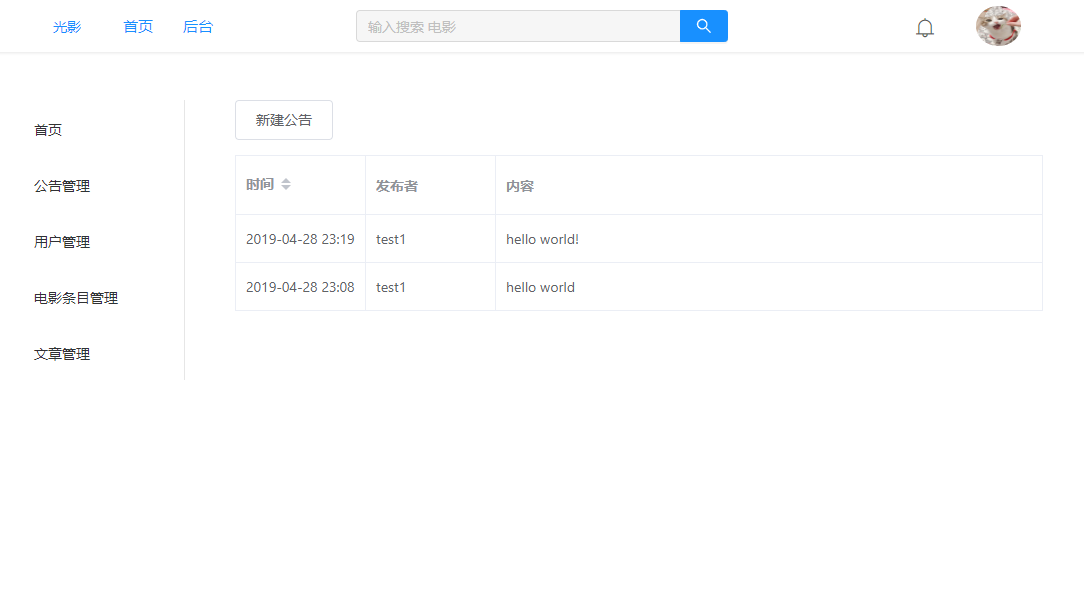 光影 首页 后台 输入搜索 电影
首页
公告管理
用户管理
电影条目管理
文章管理
新建公告
时间 发布者 内容
2019-04-28 23:19 test1 hello world!
2019-04-28 23:08 test1 hello world